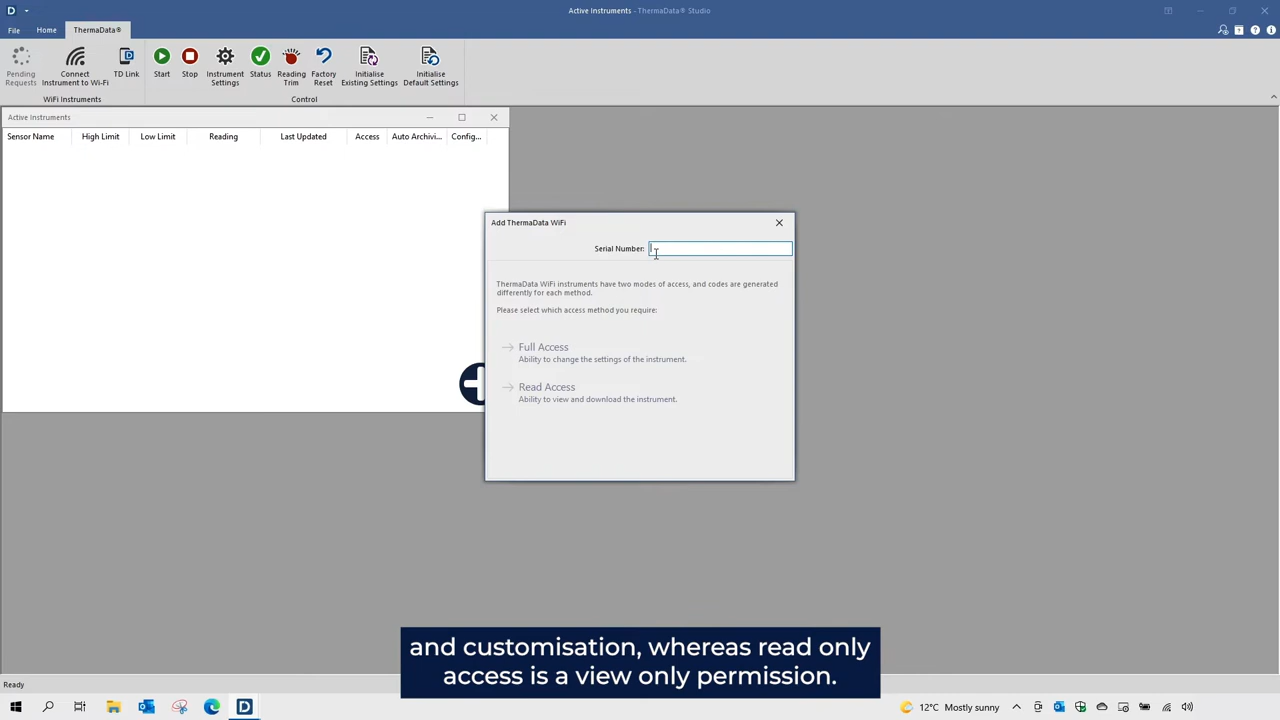 D
Active Instruments - ThermaData® Studio
File
Home
ThermaData®
Pending
Requests
Connect
Instrument to Wi-Fi
TD Link
Start
Stop
Instrument
Settings
Status
Reading
Trim
Factory
Reset
Initialise
Existing Settings
Initialise
Default Settings
WiFi Instruments
Control
Active Instruments
Sensor Name
High Limit
Low Limit
Reading
Last Updated
Access
Auto Archivi...
Config...
Add ThermaData WiFi
Serial Number:
ThermaData WiFi instruments have two modes of access, and codes are generated
differently for each method.
Please select which access method you require:
Full Access
Ability to change the settings of the instrument.
Read Access
Ability to view and download the instrument.
and customisation, whereas read only
access is a view only permission.
Ready
D
12°C Mostly sunny